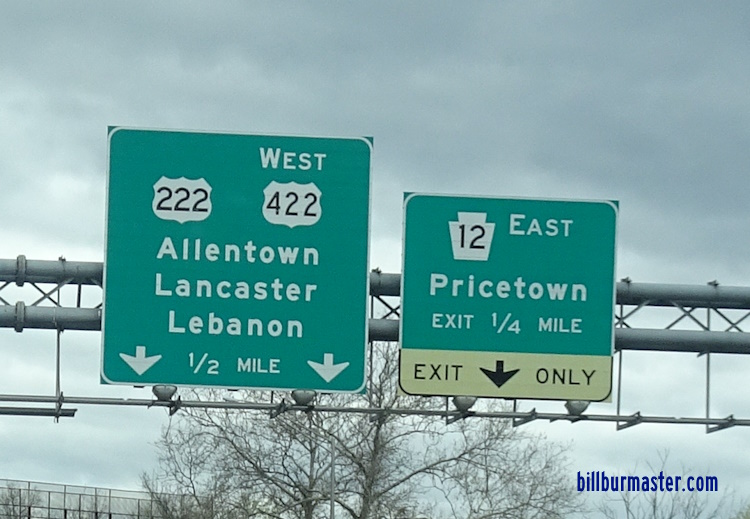 WEST
222 422
Allentown
Lancaster
Lebanon
1/2 MILE
12 EAST
Pricetown
EXIT 1/4 MILE
EXIT ONLY
billburmaster.com